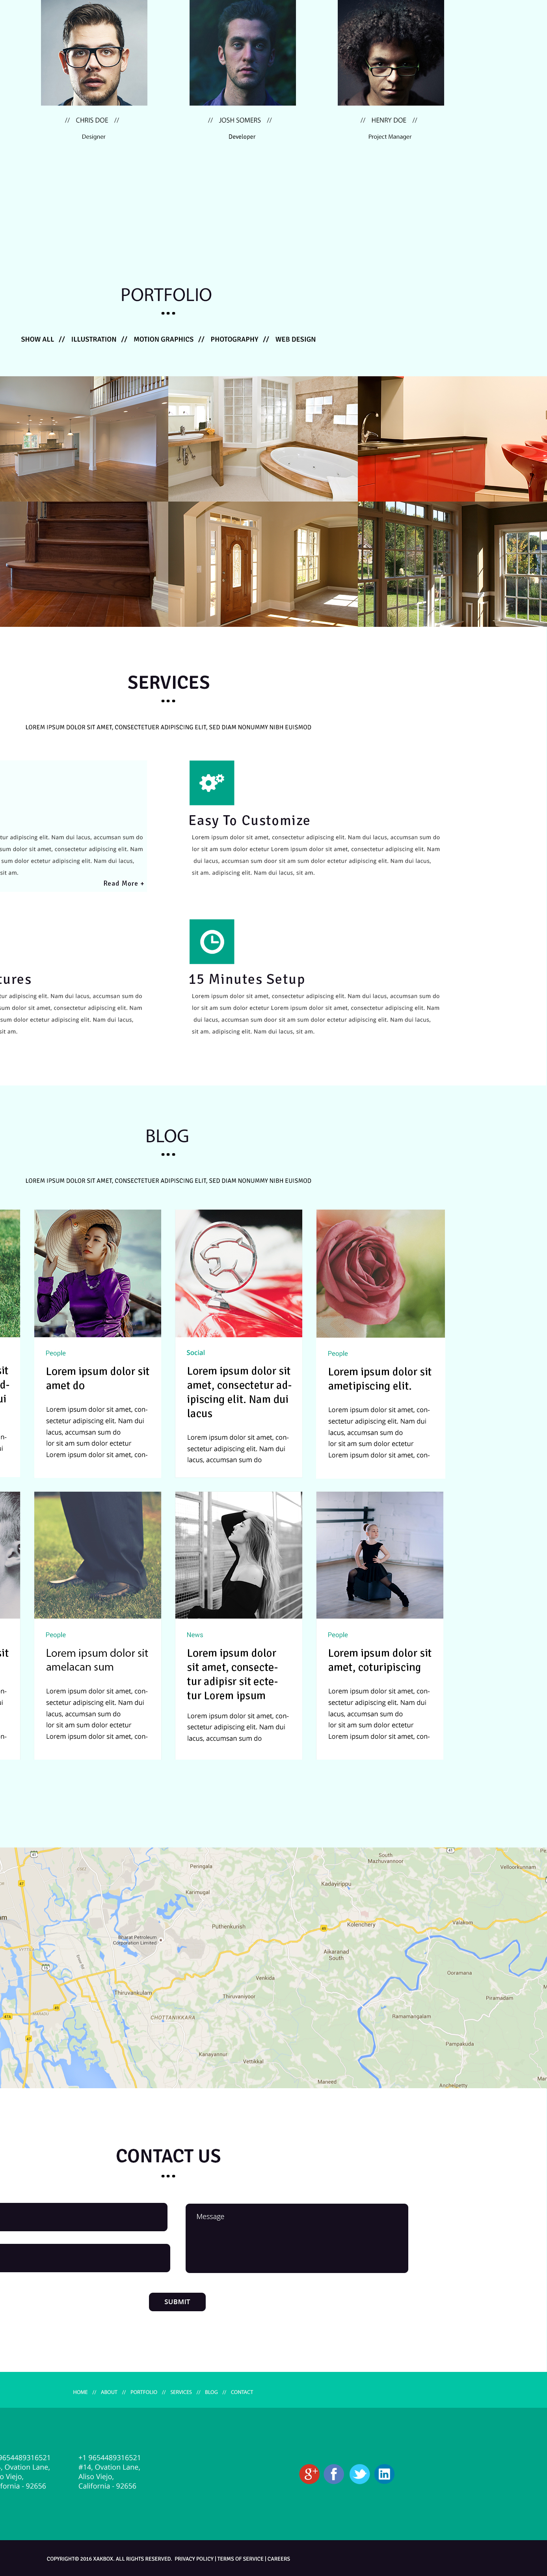 // CHRIS DOE //
Designer
// JOSH SOMERS //
Developer
// HENRY DOE //
Project Manager
PORTFOLIO
SHOW ALL // ILLUSTRATION // MOTION GRAPHICS // PHOTOGRAPHY // WEB DESIGN
SERVICES
LOREM IPSUM DOLOR SIT AMET, CONSECTETUER ADIPISCING ELIT, SED DIAM NONUMMY NIBH EUISMOD
tur adipiscing elit. Nam dui lacus, accumsan sum do
sum dolor sit amet, consectetur adipiscing elit. Nam
sum dolor ectetur adipiscing elit. Nam dui lacus,
sit am.
Read More +
Easy To Customize
Lorem ipsum dolor sit amet, consectetur adipiscing elit. Nam dui lacus, accumsan sum do
lor sit am sum dolor ectetur Lorem ipsum dolor sit amet, consectetur adipiscing elit. Nam
dui lacus, accumsan sum door sit am sum dolor ectetur adipiscing elit. Nam dui lacus,
sit am. adipiscing elit. Nam dui lacus, sit am.
tures
tur adipiscing elit. Nam dui lacus, accumsan sum do
sum dolor sit amet, consectetur adipiscing elit. Nam
sum dolor ectetur adipiscing elit. Nam dui lacus,
sit am.
15 Minutes Setup
Lorem ipsum dolor sit amet, consectetur adipiscing elit. Nam dui lacus, accumsan sum do
lor sit am sum dolor ectetur Lorem ipsum dolor sit amet, consectetur adipiscing elit. Nam
dui lacus, accumsan sum door sit am sum dolor ectetur adipiscing elit. Nam dui lacus,
sit am. adipiscing elit. Nam dui lacus, sit am.
BLOG
LOREM IPSUM DOLOR SIT AMET, CONSECTETUER ADIPISCING ELIT, SED DIAM NONUMMY NIBH EUISMOD
sit
d-
ui
n-
ui
People
Lorem ipsum dolor sit
amet do
Lorem ipsum dolor sit amet, con-
sectetur adipiscing elit. Nam dui
lacus, accumsan sum do
lor sit am sum dolor ectetur
Lorem ipsum dolor sit amet, con-
Social
Lorem ipsum dolor sit
amet, consectetur ad-
ipiscing elit. Nam dui
lacus
Lorem ipsum dolor sit amet, con-
sectetur adipiscing elit. Nam dui
lacus, accumsan sum do
People
Lorem ipsum dolor sit
ametipiscing elit.
Lorem ipsum dolor sit amet, con-
sectetur adipiscing elit. Nam dui
lacus, accumsan sum do
lor sit am sum dolor ectetur
Lorem ipsum dolor sit amet, con-
sit
n-
ui
n-
People
Lorem ipsum dolor sit
amelacan sum
Lorem ipsum dolor sit amet, con-
sectetur adipiscing elit. Nam dui
lacus, accumsan sum do
lor sit am sum dolor ectetur
Lorem ipsum dolor sit amet, con-
News
Lorem ipsum dolor
sit amet, consecte-
tur adipisr sit ecte-
tur Lorem ipsum
Lorem ipsum dolor sit amet, con-
sectetur adipiscing elit. Nam dui
lacus, accumsan sum do
People
Lorem ipsum dolor sit
amet, coturipiscing
Lorem ipsum dolor sit amet, con-
sectetur adipiscing elit. Nam dui
lacus, accumsan sum do
lor sit am sum dolor ectetur
Lorem ipsum dolor sit amet, con-
South
Mazhuvannoor
Peringala
Velloorkunnam
Kadayiruppu
Karimugal
Puthenkurish
Kolenchery
Valakom
Bharat Petroleum
Corporation Limited
Aikaranad
South
Venkida
Ooramana
Thiruvankulam
Thiruvaniyoor
Piramadam
CHOTTANIKKARA
Ramamangalam
Kanayannur
Vettikkal
Pampakuda
Maneed
Anchelpetty
CONTACT US
Message
SUBMIT
HOME // ABOUT // PORTFOLIO // SERVICES // BLOG // CONTACT
9654489316521
, Ovation Lane,
o Viejo,
fornia - 92656
+1 9654489316521
#14, Ovation Lane,
Aliso Viejo,
California - 92656
g+ f in
COPYRIGHT© 2016 XAKBOX. ALL RIGHTS RESERVED. PRIVACY POLICY | TERMS OF SERVICE | CAREERS